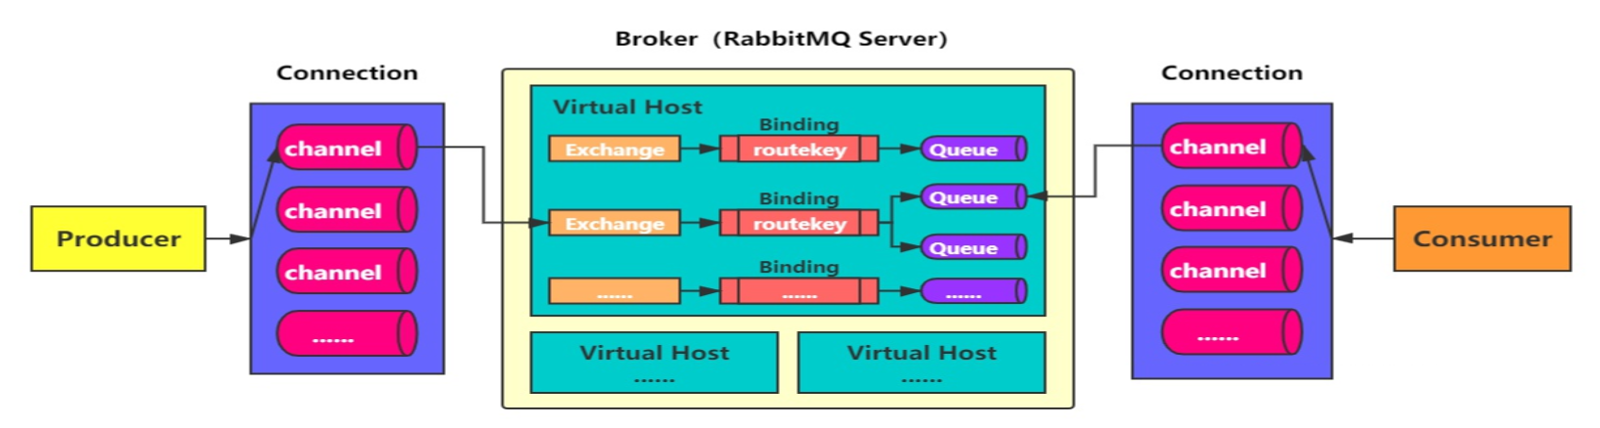 Broker（RabbitMQ Server）
Connection
Connection
Virtual Host
Binding
channel
Exchange
routekey
Queue
channel
Binding
Queue
channel
Exchange
routekey
channel
Producer
Queue
Consumer
Binding
channel
channel
......
......
......
......
......
Virtual Host
......
Virtual Host
......